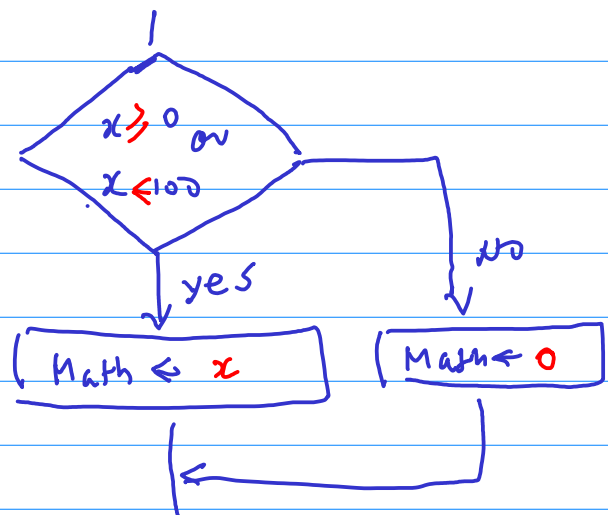 x ≥ 0
or
x < 100
yes
NO
Math ← x
Math ← 0